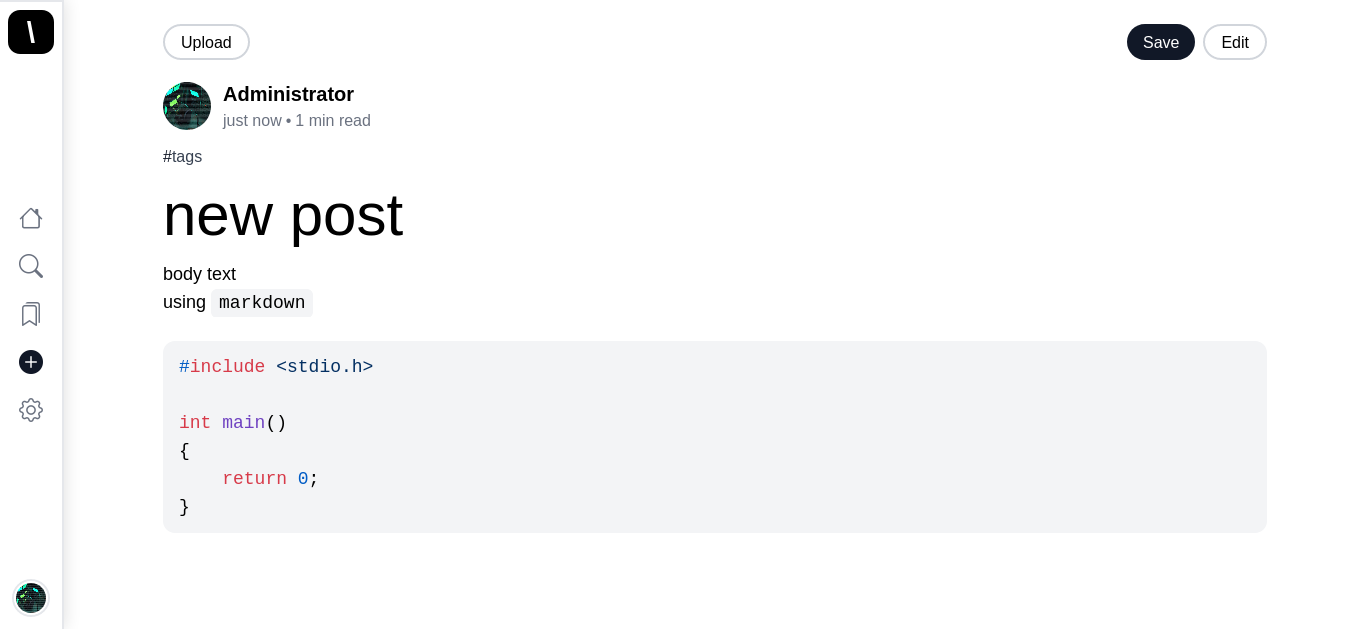 \
Upload
Save
Edit
Administrator
just now • 1 min read
#tags
new post
body text
using markdown
#include <stdio.h>
int main()
{
    return 0;
}